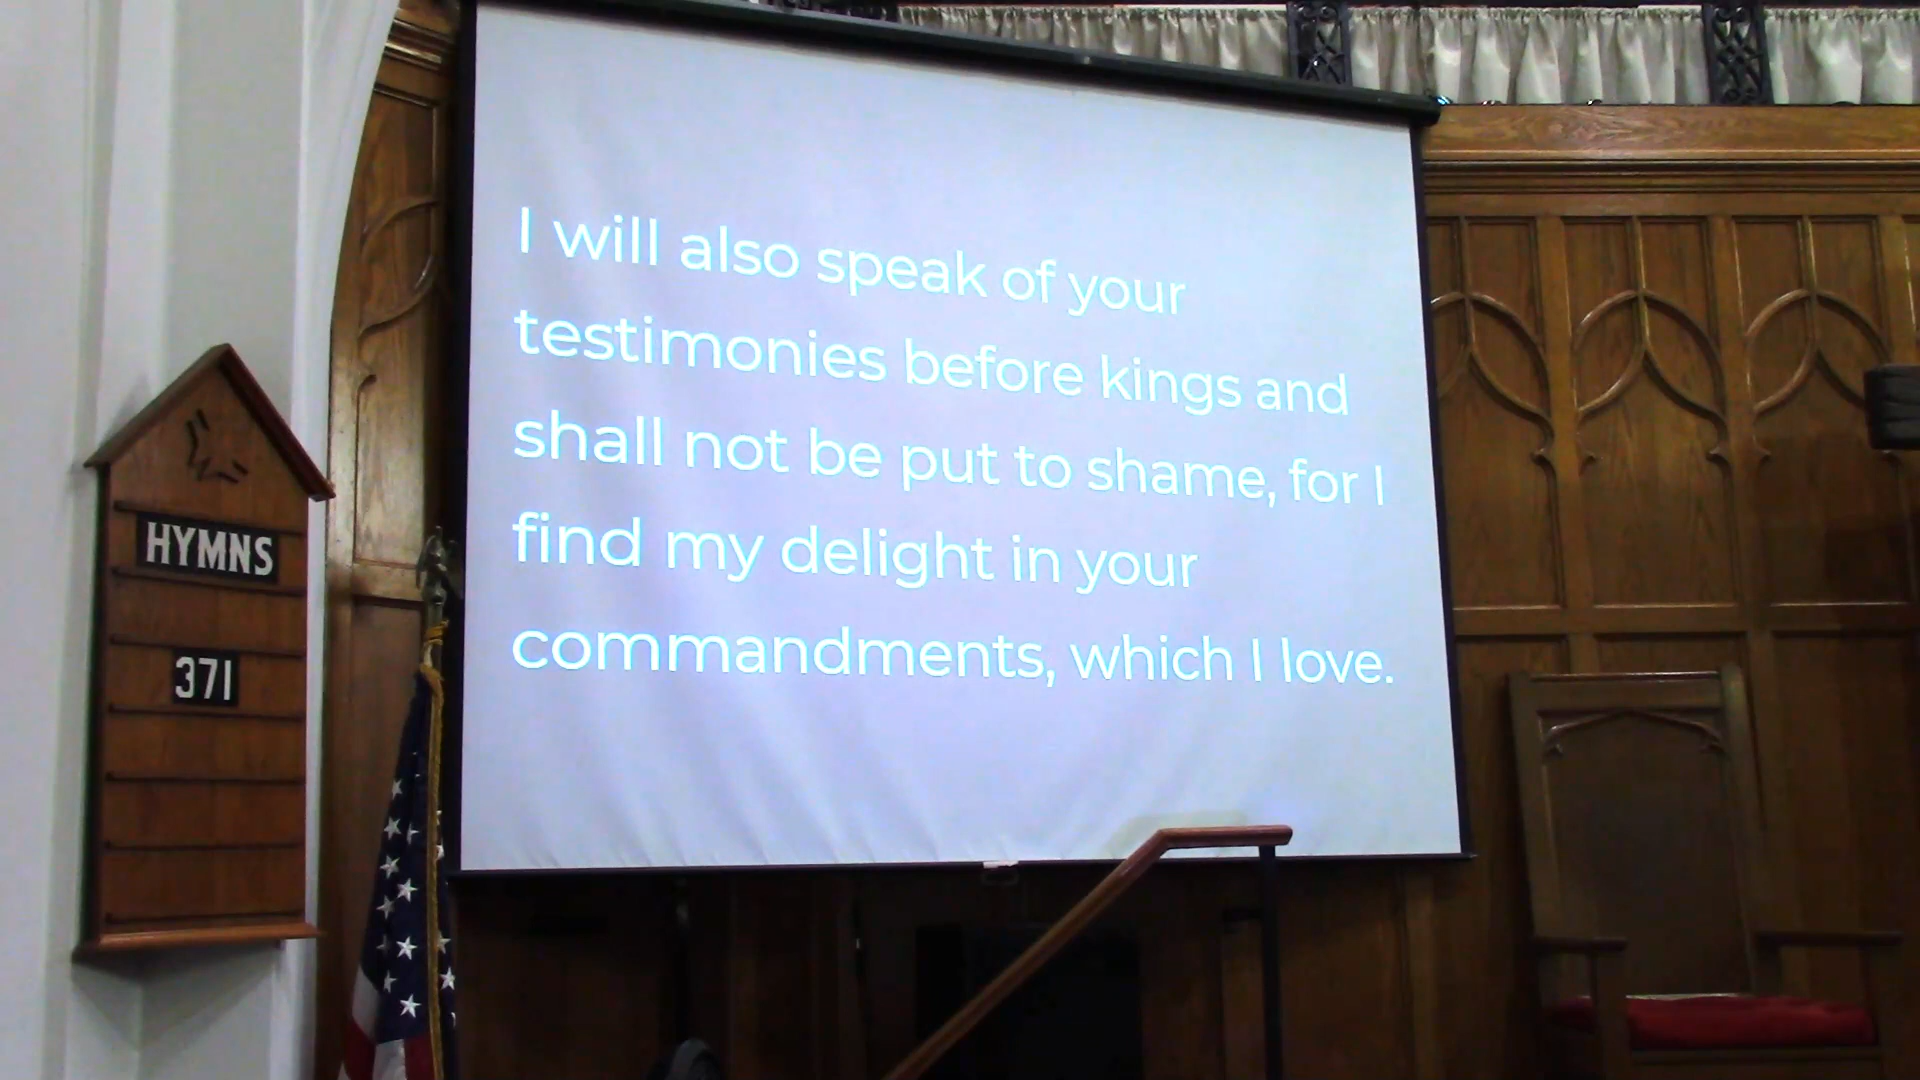 I will also speak of your
testimonies before kings and
shall not be put to shame, for I
find my delight in your
commandments, which I love.
HYMNS
371